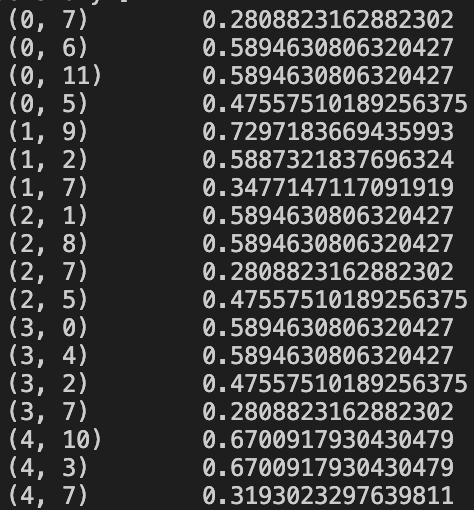 (0, 7) 0.2808823162882302
(0, 6) 0.5894630806320427
(0, 11) 0.5894630806320427
(0, 5) 0.47557510189256375
(1, 9) 0.7297183669435993
(1, 2) 0.5887321837696324
(1, 7) 0.3477147117091919
(2, 1) 0.5894630806320427
(2, 8) 0.5894630806320427
(2, 7) 0.2808823162882302
(2, 5) 0.47557510189256375
(3, 0) 0.5894630806320427
(3, 4) 0.5894630806320427
(3, 2) 0.47557510189256375
(3, 7) 0.2808823162882302
(4, 10) 0.6700917930430479
(4, 3) 0.6700917930430479
(4, 7) 0.3193023297639811